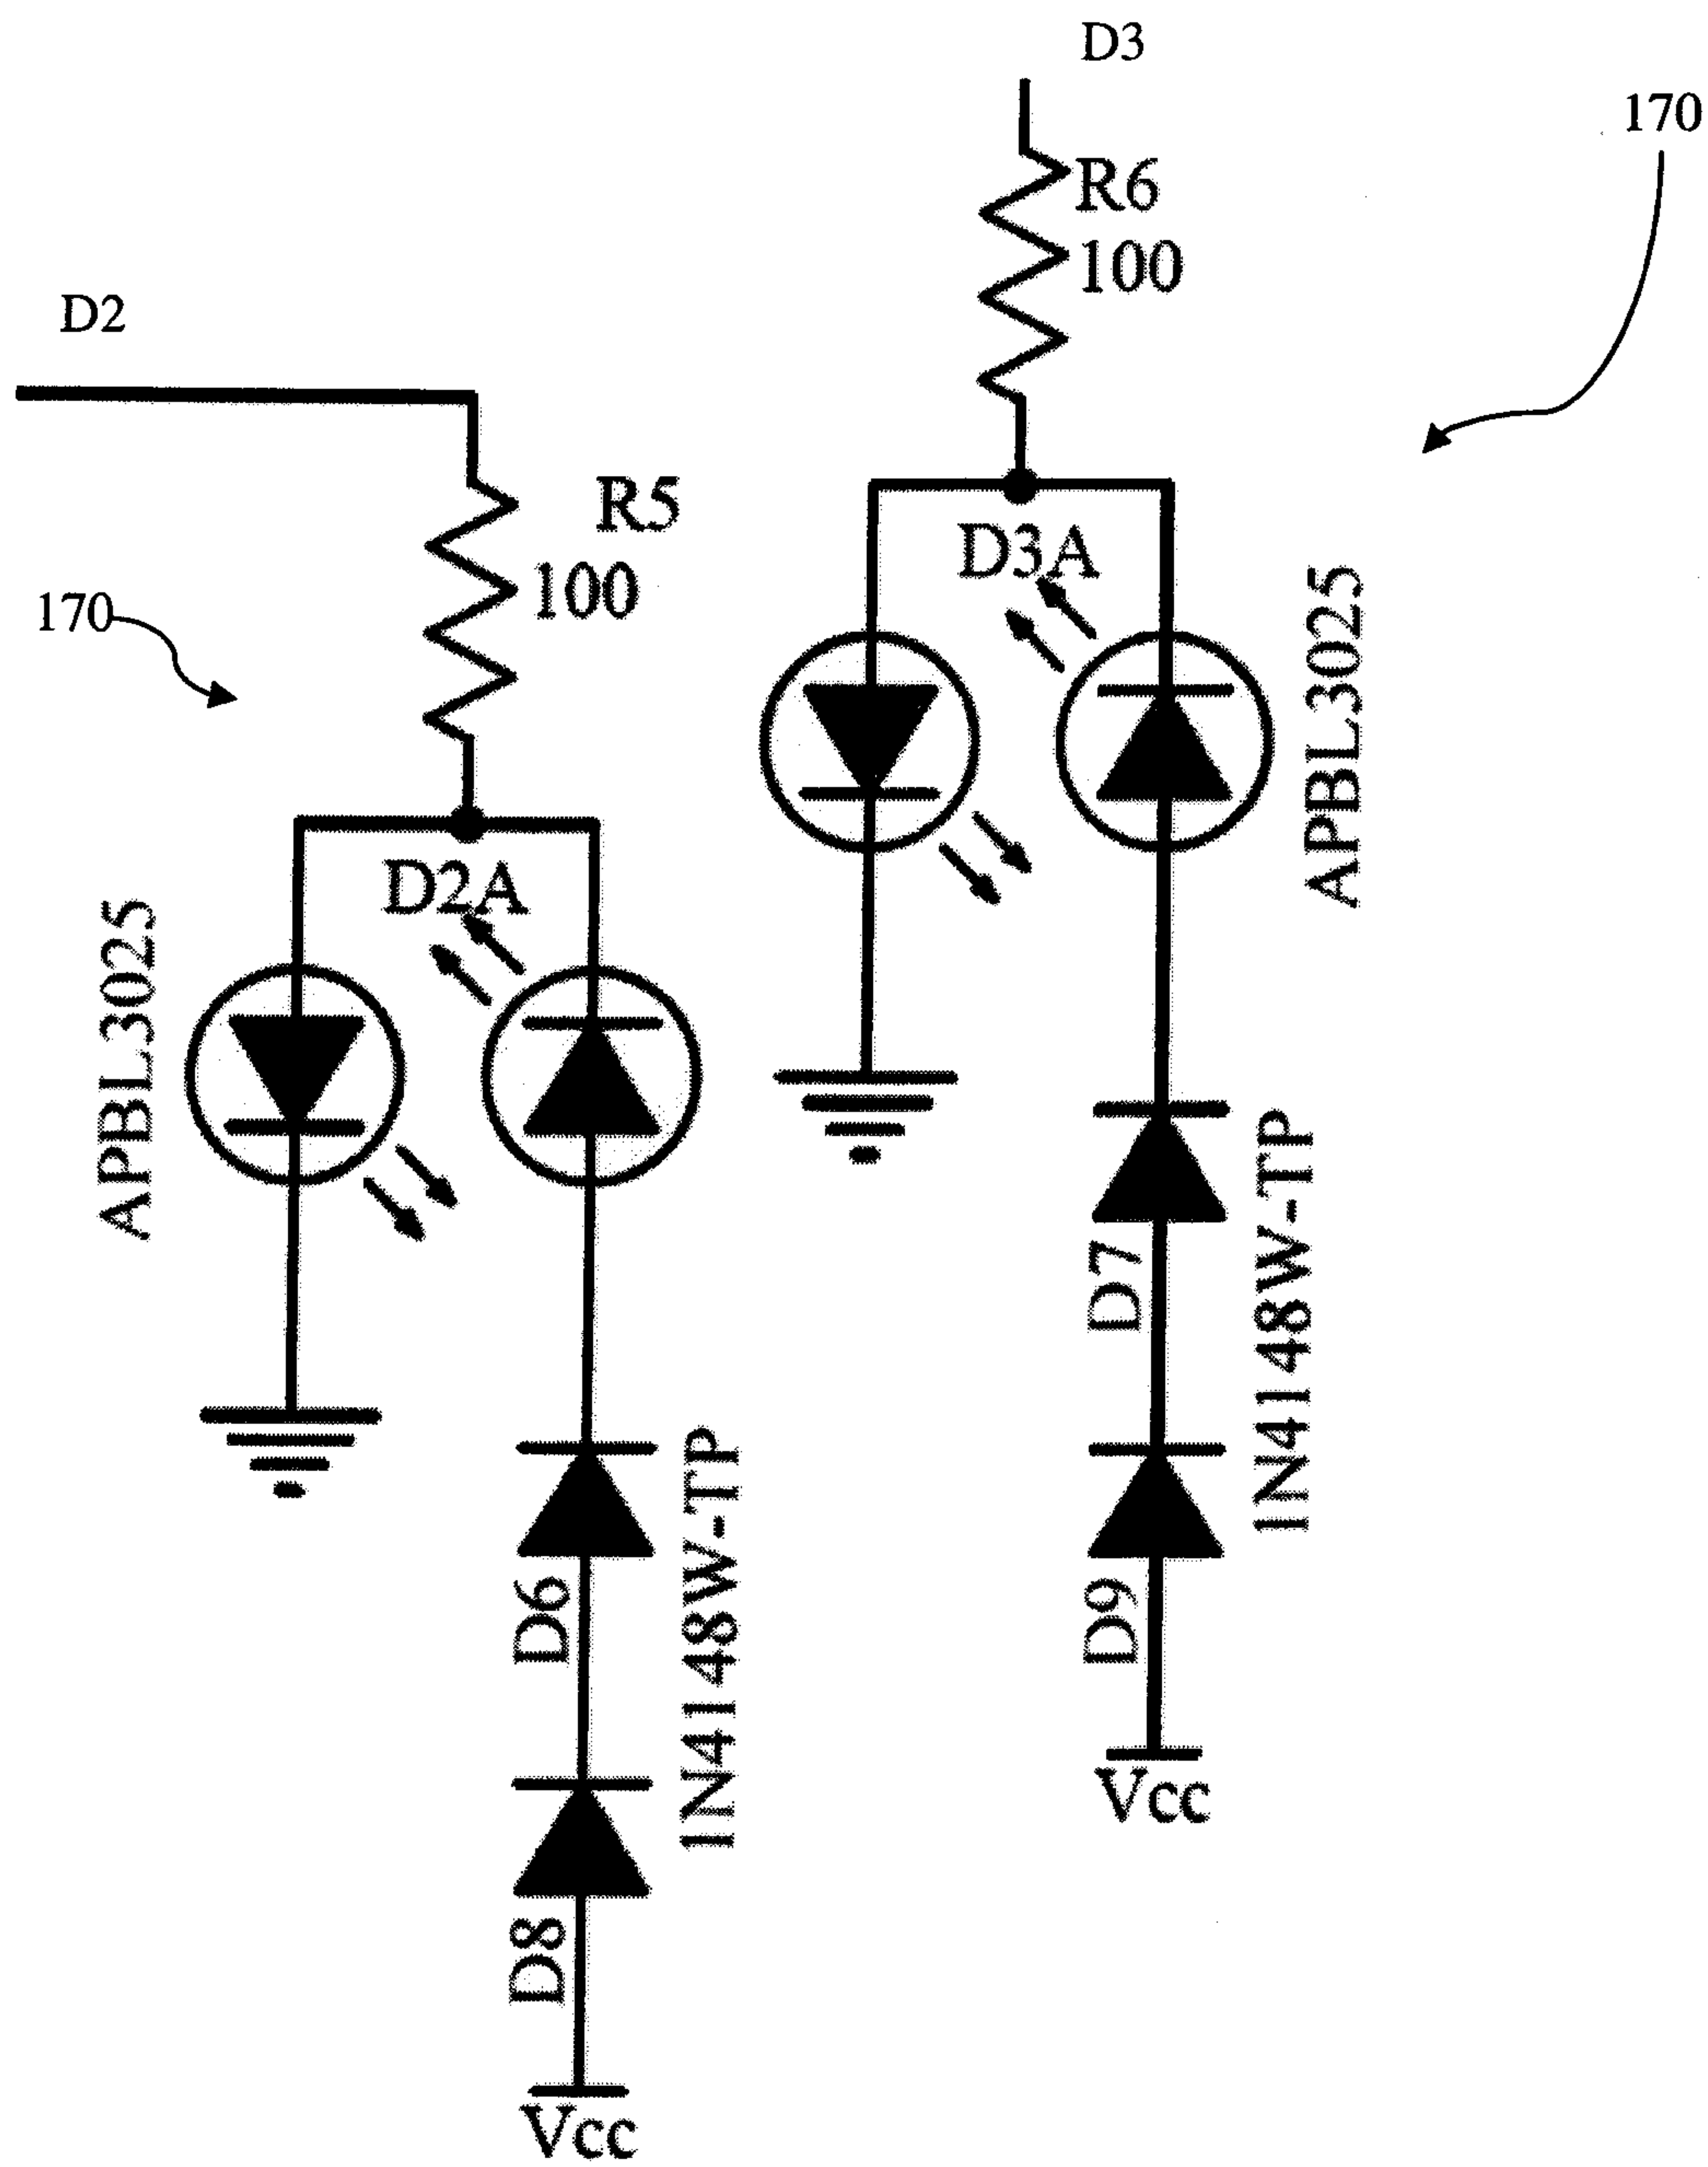 D3
170
R6
100
D2
R5
100
170
D3A
APBL3025
D2A
APBL3025
D7
1N4148W-TP
D6
1N4148W-TP
D9
Vcc
D8
Vcc